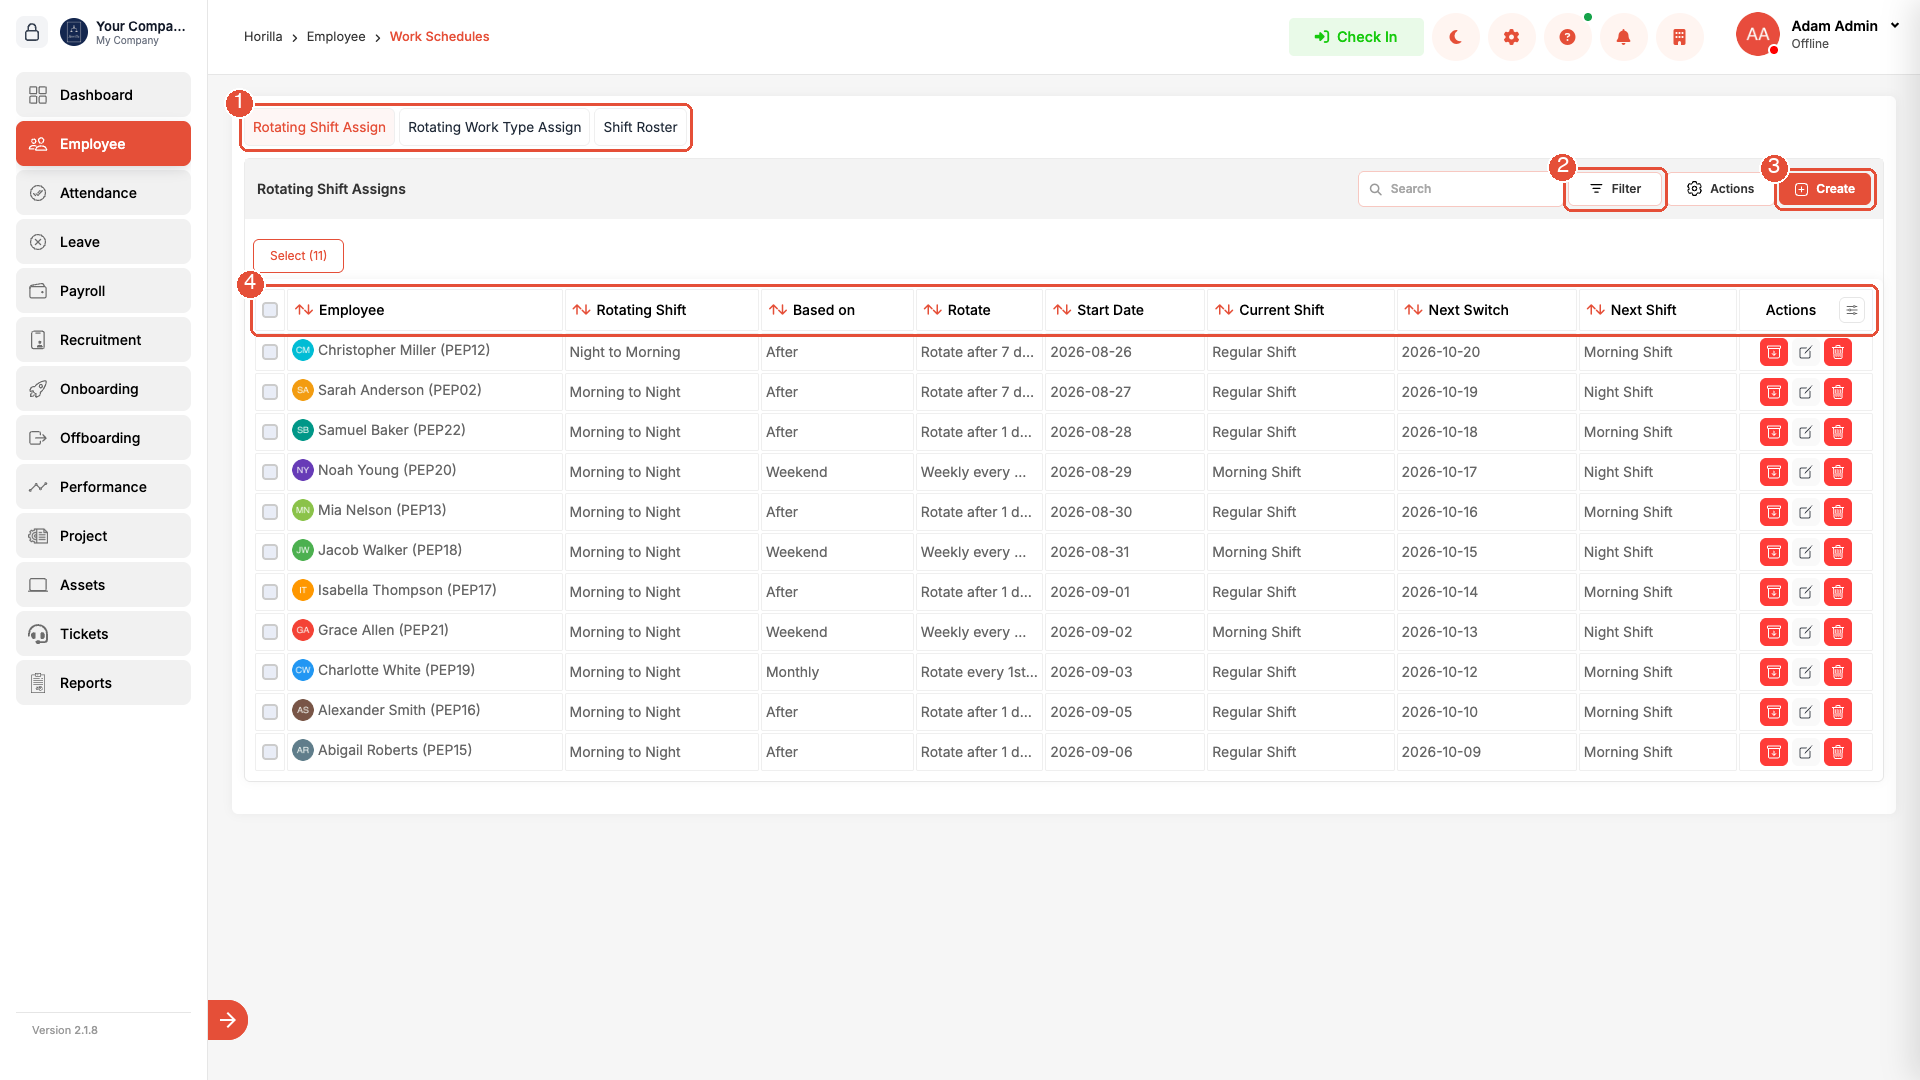 Your Compa...
My Company
Horilla > Employee > Work Schedules
Check In
AA
Adam Admin
Offline
Dashboard
Employee
Attendance
Leave
Payroll
Recruitment
Onboarding
Offboarding
Performance
Project
Assets
Tickets
Reports
Version 2.1.8
1
Rotating Shift Assign
Rotating Work Type Assign
Shift Roster
Rotating Shift Assigns
Search
2
Filter
Actions
3
Create
Select (11)
4
Employee Rotating Shift Based on Rotate Start Date Current Shift Next Switch Next Shift Actions
CM Christopher Miller (PEP12) Night to Morning After Rotate after 7 d... 2026-08-26 Regular Shift 2026-10-20 Morning Shift
SA Sarah Anderson (PEP02) Morning to Night After Rotate after 7 d... 2026-08-27 Regular Shift 2026-10-19 Night Shift
SB Samuel Baker (PEP22) Morning to Night After Rotate after 1 d... 2026-08-28 Regular Shift 2026-10-18 Morning Shift
NY Noah Young (PEP20) Morning to Night Weekend Weekly every ... 2026-08-29 Morning Shift 2026-10-17 Night Shift
MN Mia Nelson (PEP13) Morning to Night After Rotate after 1 d... 2026-08-30 Regular Shift 2026-10-16 Morning Shift
JW Jacob Walker (PEP18) Morning to Night Weekend Weekly every ... 2026-08-31 Morning Shift 2026-10-15 Night Shift
IT Isabella Thompson (PEP17) Morning to Night After Rotate after 1 d... 2026-09-01 Regular Shift 2026-10-14 Morning Shift
GA Grace Allen (PEP21) Morning to Night Weekend Weekly every ... 2026-09-02 Morning Shift 2026-10-13 Night Shift
CW Charlotte White (PEP19) Morning to Night Monthly Rotate every 1st... 2026-09-03 Regular Shift 2026-10-12 Morning Shift
AS Alexander Smith (PEP16) Morning to Night After Rotate after 1 d... 2026-09-05 Regular Shift 2026-10-10 Morning Shift
AR Abigail Roberts (PEP15) Morning to Night After Rotate after 1 d... 2026-09-06 Regular Shift 2026-10-09 Morning Shift